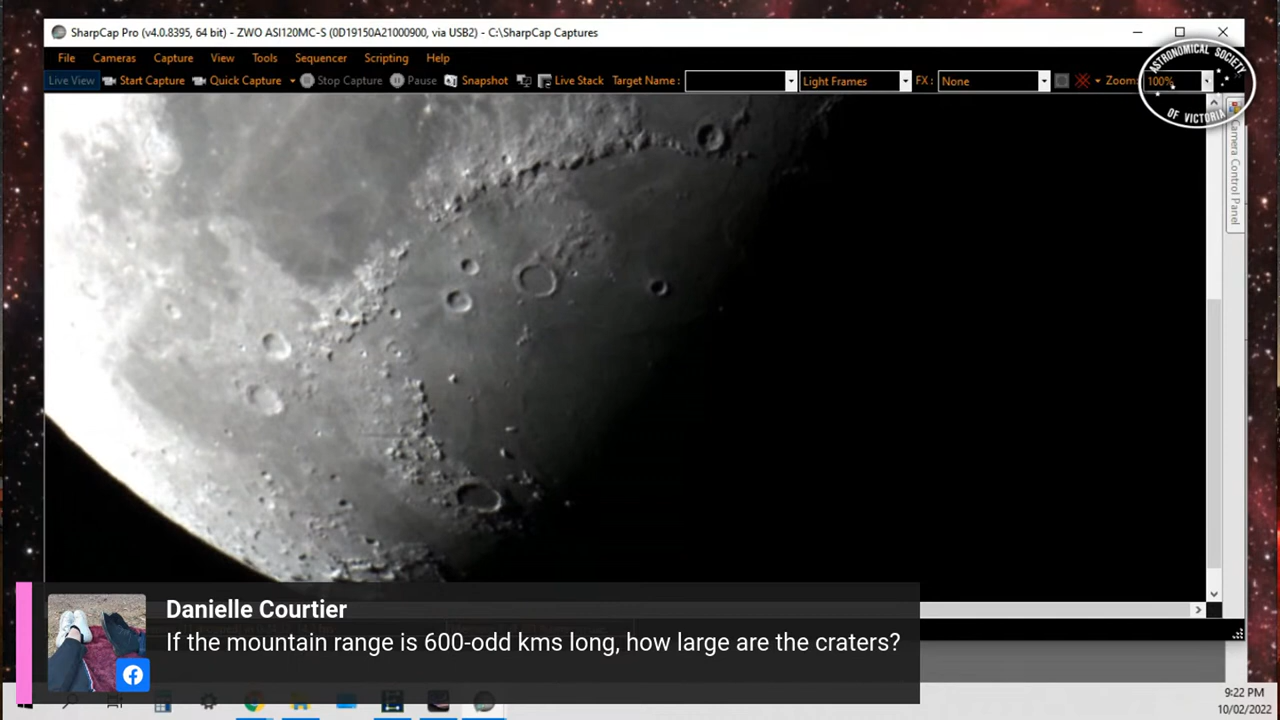 SharpCap Pro (v4.0.8395, 64 bit) - ZWO ASI120MC-S (0D19150A21000900, via USB2) - C:\SharpCap Captures
File Cameras Capture View Tools Sequencer Scripting Help
Live View Start Capture Quick Capture Stop Capture Pause Snapshot Live Stack Target Name : Light Frames FX : None Zoom: 100%
ASTRONOMICAL SOCIETY
OF VICTORIA
Camera Control Panel
Danielle Courtier
If the mountain range is 600-odd kms long, how large are the craters?
9:22 PM
10/02/2022